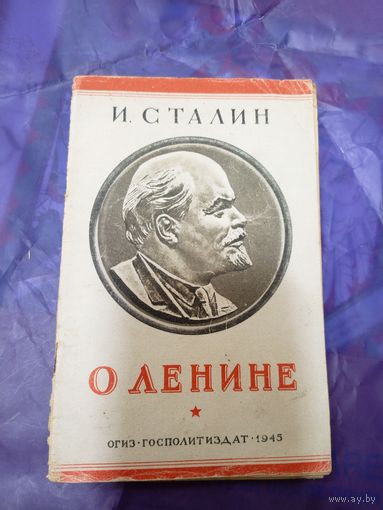 И. СТАЛИН
О ЛЕНИНЕ
ОГИЗ · ГОСПОЛИТИЗДАТ · 1945
www.ay.by